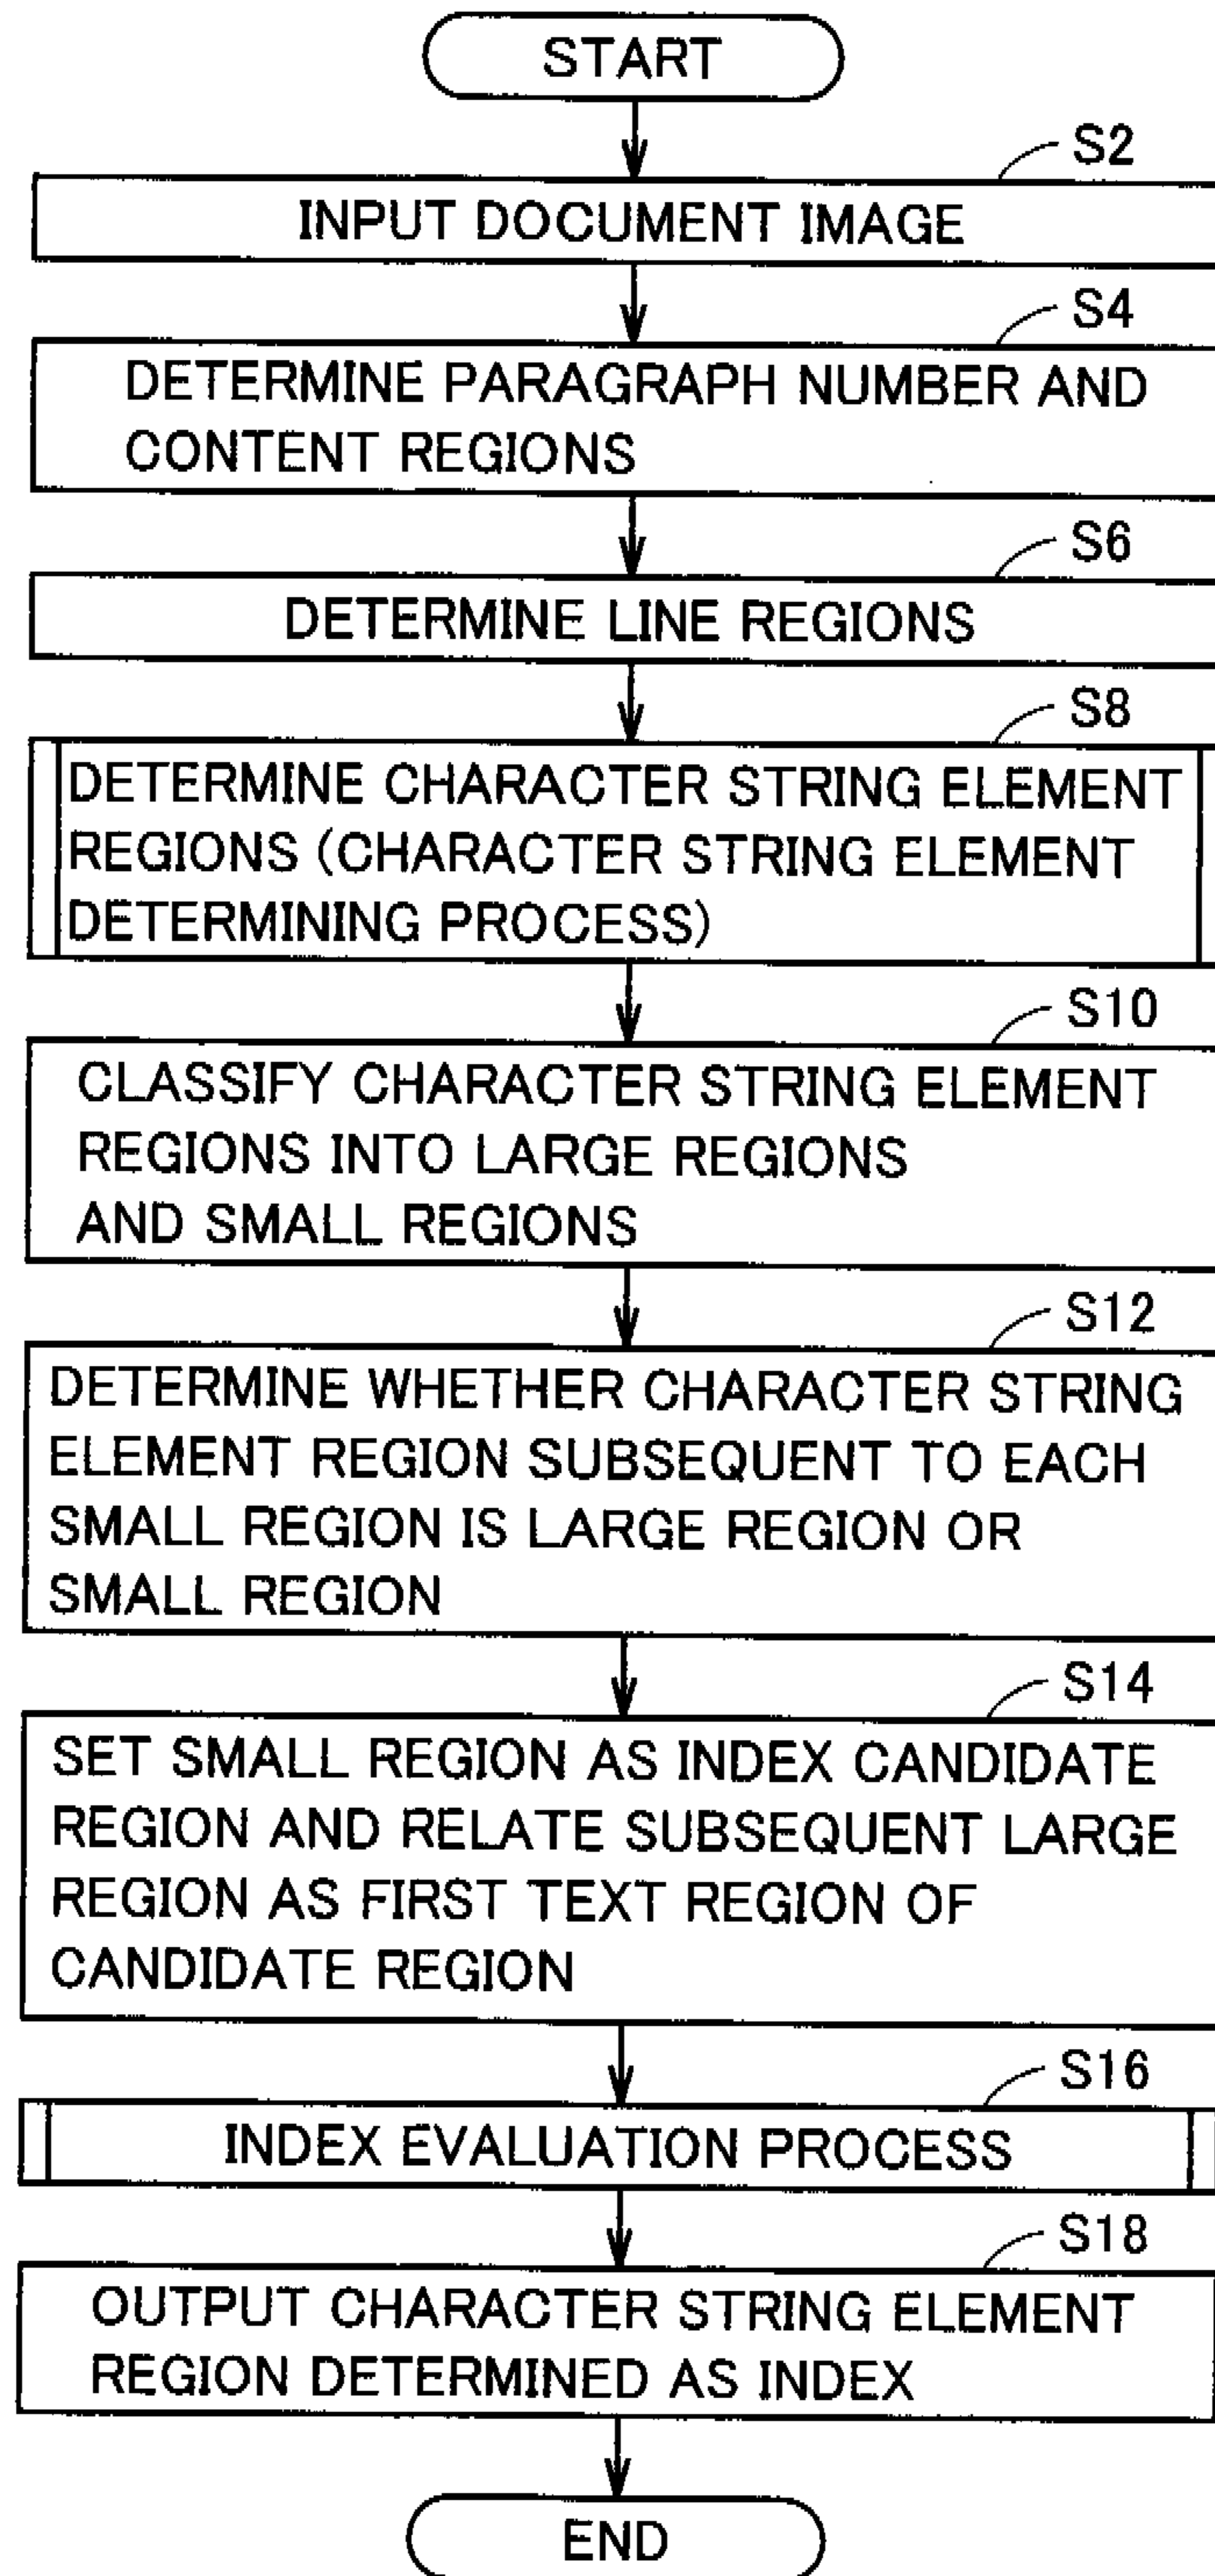 START
S2
INPUT DOCUMENT IMAGE
S4
DETERMINE PARAGRAPH NUMBER AND
CONTENT REGIONS
S6
DETERMINE LINE REGIONS
S8
DETERMINE CHARACTER STRING ELEMENT
REGIONS (CHARACTER STRING ELEMENT
DETERMINING PROCESS)
S10
CLASSIFY CHARACTER STRING ELEMENT
REGIONS INTO LARGE REGIONS
AND SMALL REGIONS
S12
DETERMINE WHETHER CHARACTER STRING
ELEMENT REGION SUBSEQUENT TO EACH
SMALL REGION IS LARGE REGION OR
SMALL REGION
S14
SET SMALL REGION AS INDEX CANDIDATE
REGION AND RELATE SUBSEQUENT LARGE
REGION AS FIRST TEXT REGION OF
CANDIDATE REGION
S16
INDEX EVALUATION PROCESS
S18
OUTPUT CHARACTER STRING ELEMENT
REGION DETERMINED AS INDEX
END